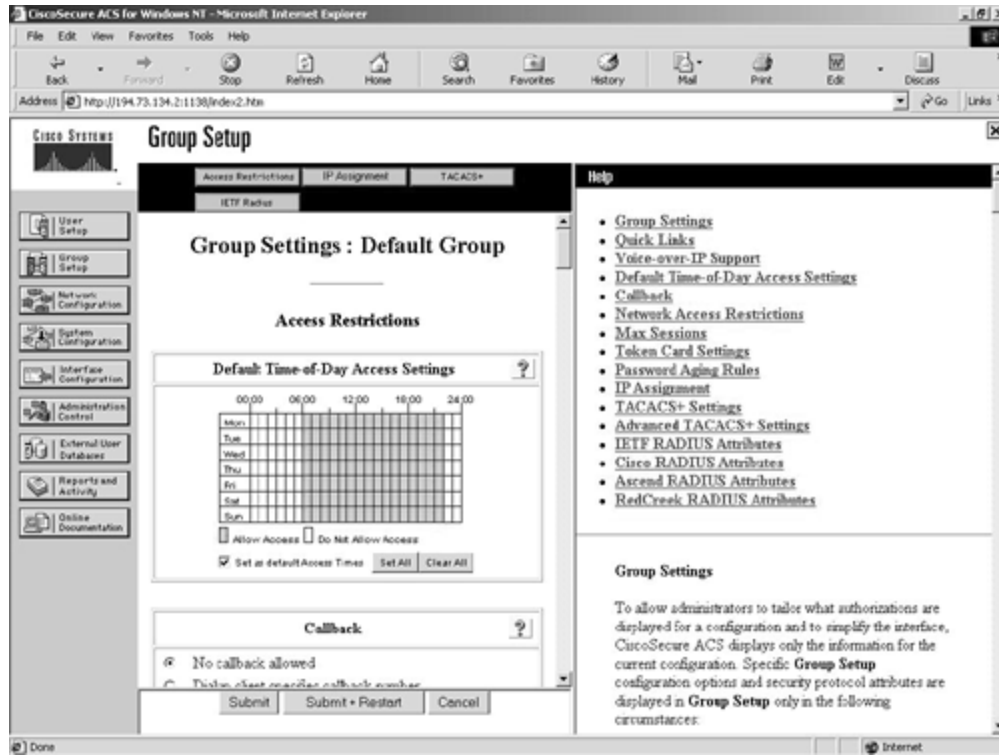 CiscoSecure ACS for Windows NT - Microsoft Internet Explorer
File Edit View Favorites Tools Help
Back Forward Stop Refresh Home Search Favorites History Mail Print Edit Discuss
Address http://194.73.134.2:1138/index2.htm Go Links
CISCO SYSTEMS
Group Setup
User Setup
Group Setup
Network Configuration
System Configuration
Interface Configuration
Administration Control
External User Databases
Reports and Activity
Online Documentation
Access Restrictions IP Assignment TACACS+
IETF Radius
Group Settings : Default Group
Access Restrictions
Default Time-of-Day Access Settings ?
00:00 06:00 12:00 18:00 24:00
Mon
Tue
Wed
Thu
Fri
Sat
Sun
Allow Access Do Not Allow Access
Set as default Access Times Set All Clear All
Callback ?
No callback allowed
Dialup client specifies callback number
Submit Submit + Restart Cancel
Help
Group Settings
Quick Links
Voice-over-IP Support
Default Time-of-Day Access Settings
Callback
Network Access Restrictions
Max Sessions
Token Card Settings
Password Aging Rules
IP Assignment
TACACS+ Settings
Advanced TACACS+ Settings
IETF RADIUS Attributes
Cisco RADIUS Attributes
Ascend RADIUS Attributes
RedCreek RADIUS Attributes
Group Settings
To allow administrators to tailor what authorizations are
displayed for a configuration and to simplify the interface,
CiscoSecure ACS displays only the information for the
current configuration. Specific Group Setup
configuration options and security protocol attributes are
displayed in Group Setup only in the following
circumstances:
Done Internet